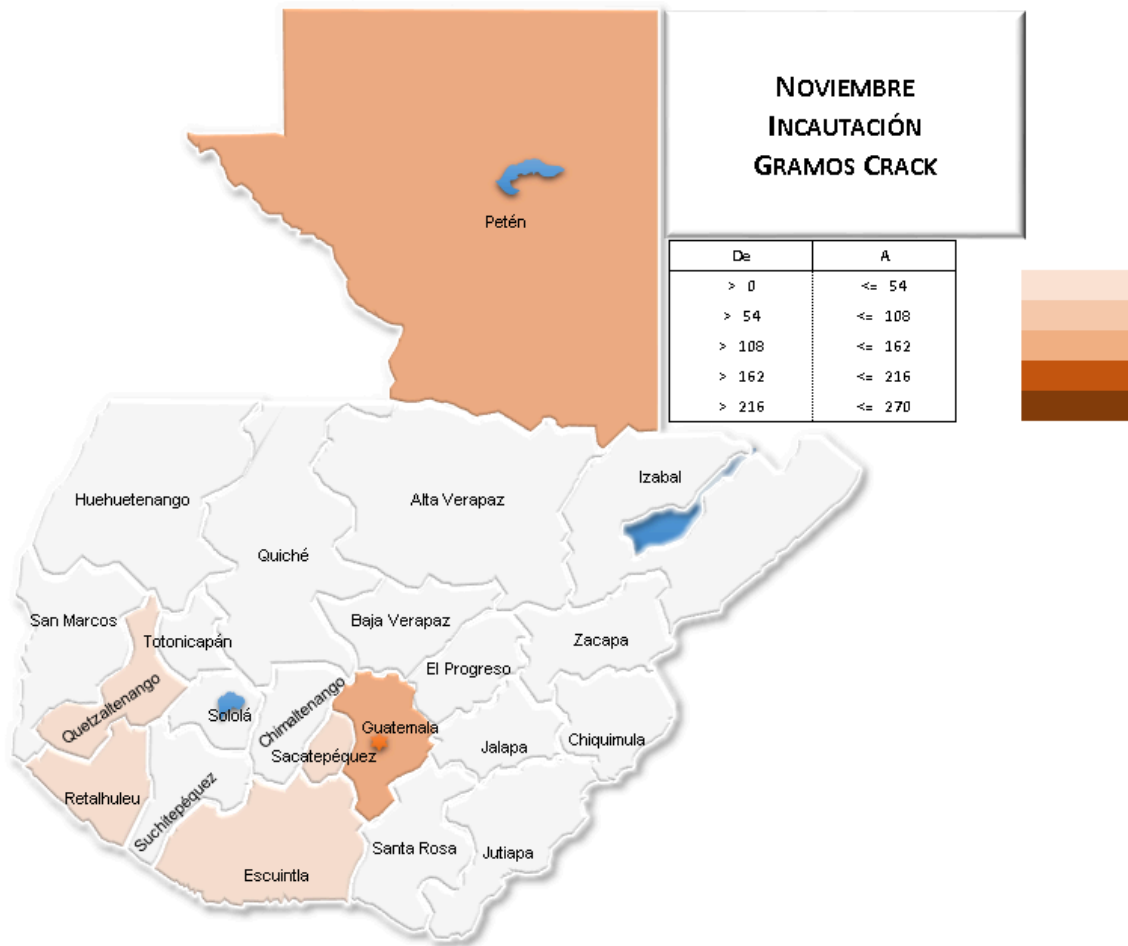 NOVIEMBRE
INCAUTACIÓN
GRAMOS CRACK
De A
> 0 <= 54
> 54 <= 108
> 108 <= 162
> 162 <= 216
> 216 <= 270
Petén
Izabal
Huehuetenango
Alta Verapaz
Quiché
San Marcos
Totonicapán
Baja Verapaz
Zacapa
El Progreso
Quetzaltenango
Sololá
Chimaltenango
Guatemala
Sacatepéquez
Jalapa
Chiquimula
Retalhuleu
Suchitepéquez
Santa Rosa
Jutiapa
Escuintla